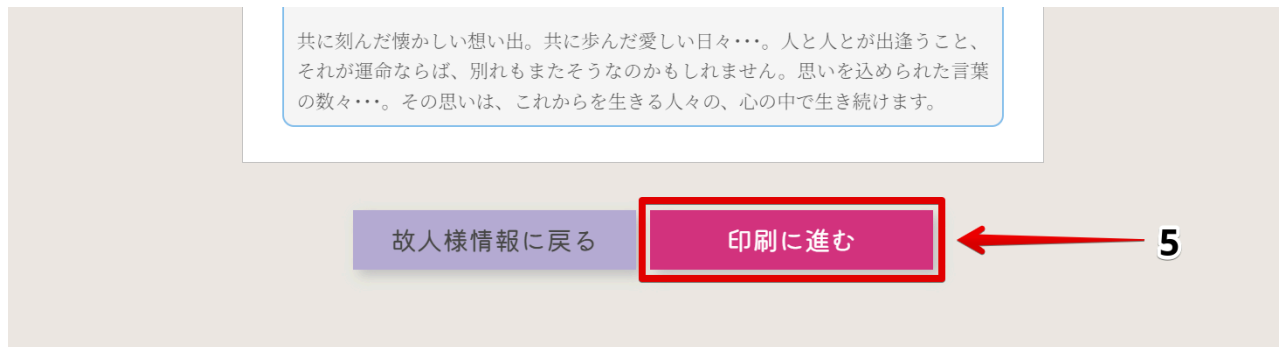 共に刻んだ懐かしい想い出。共に歩んだ愛しい日々・・・。人と人とが出逢うこと、
それが運命ならば、別れもまたそうなのかもしれません。思いを込められた言葉
の数々・・・。その思いは、これからを生きる人々の、心の中で生き続けます。
故人様情報に戻る
印刷に進む
5